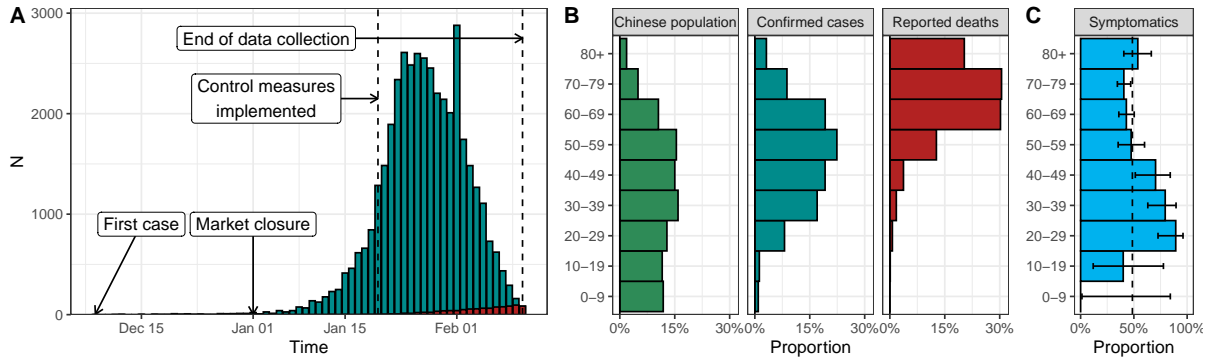 A
End of data collection
Control measures
implemented
First case
Market closure
N
3000
2000
1000
0
Dec 15
Jan 01
Jan 15
Feb 01
Time
B
Chinese population
Confirmed cases
Reported deaths
80+
70−79
60−69
50−59
40−49
30−39
20−29
10−19
0−9
0%
15%
30%
0%
15%
30%
0%
15%
30%
Proportion
C
Symptomatics
80+
70−79
60−69
50−59
40−49
30−39
20−29
10−19
0−9
0%
50%
100%
Proportion